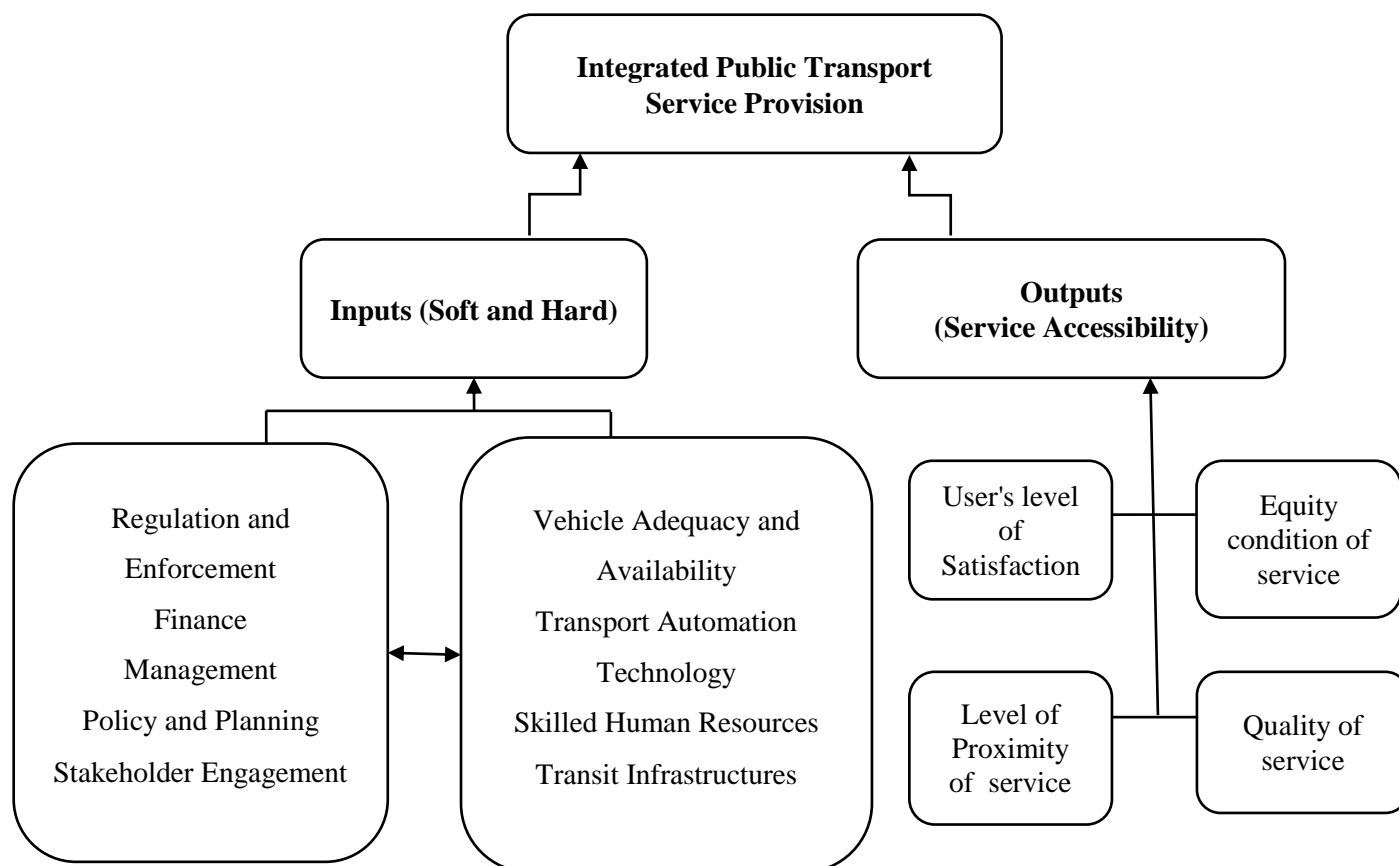 Integrated Public Transport
Service Provision
Inputs (Soft and Hard)
Outputs
(Service Accessibility)
Regulation and
Enforcement
Finance
Management
Policy and Planning
Stakeholder Engagement
Vehicle Adequacy and
Availability
Transport Automation
Technology
Skilled Human Resources
Transit Infrastructures
User's level
of
Satisfaction
Equity
condition of
service
Level of
Proximity
of service
Quality of
service